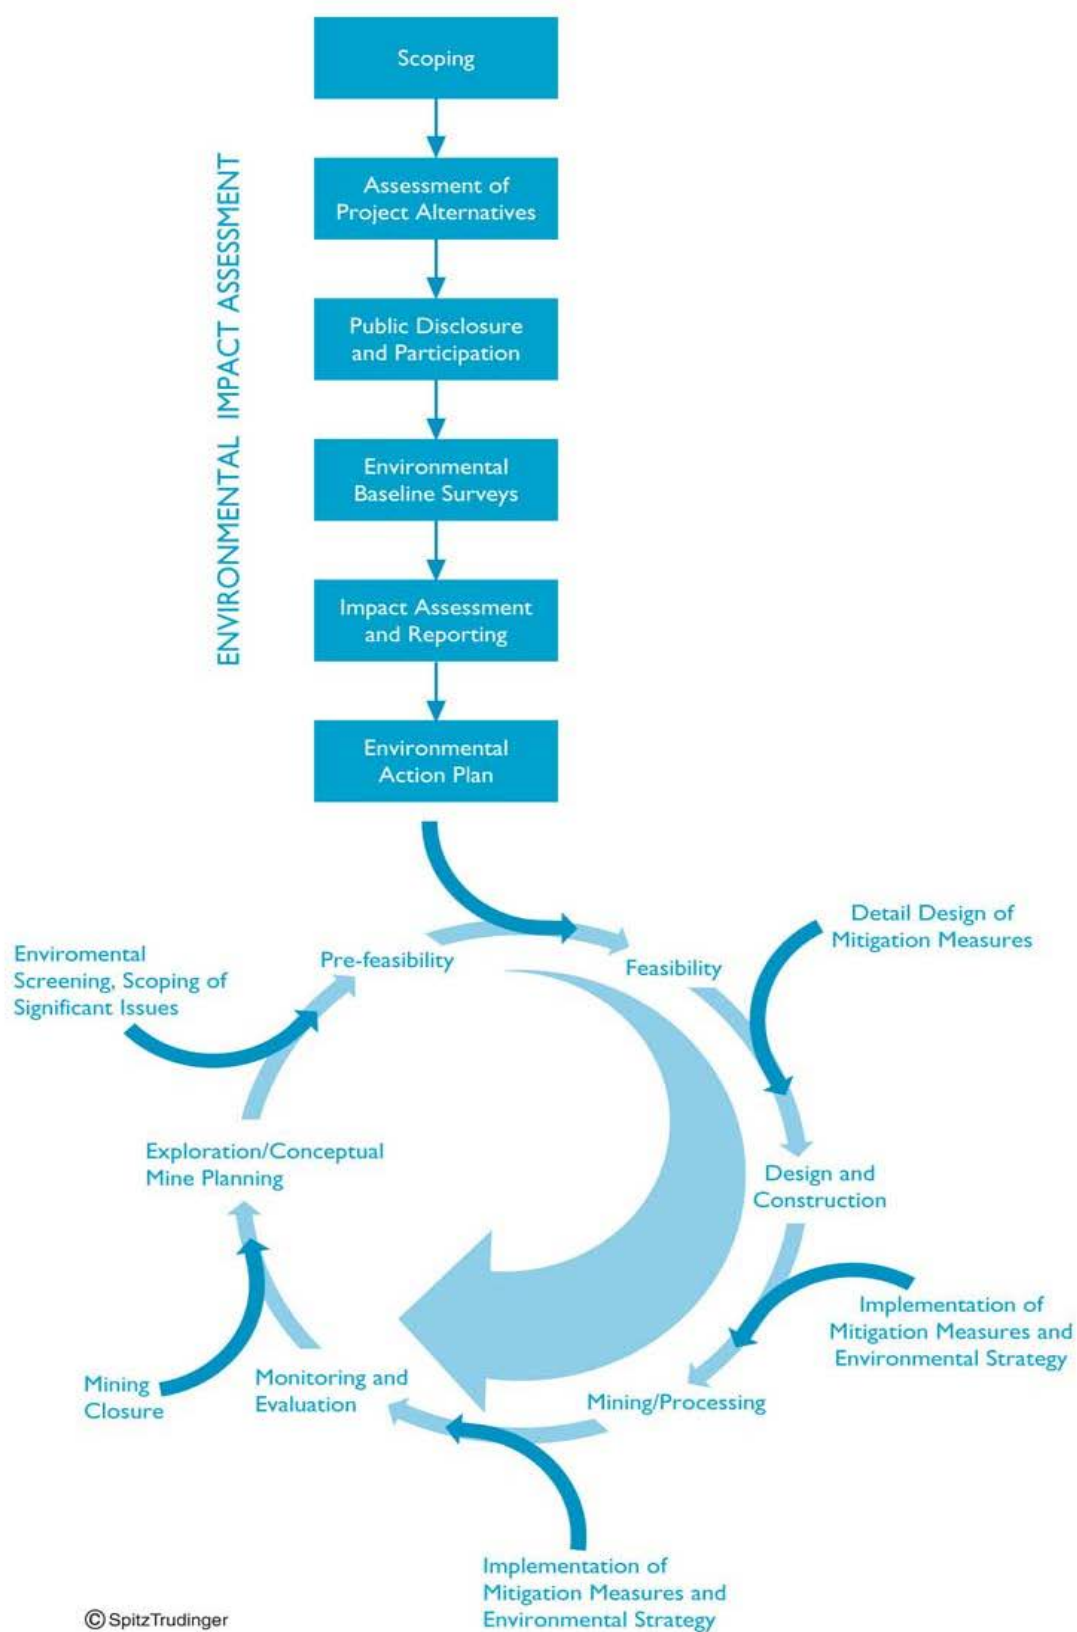 Scoping
ENVIRONMENTAL IMPACT ASSESSMENT
Assessment of
Project Alternatives
Public Disclosure
and Participation
Environmental
Baseline Surveys
Impact Assessment
and Reporting
Environmental
Action Plan
Detail Design of
Mitigation Measures
Enviromental
Screening, Scoping of
Significant Issues
Pre-feasibility
Feasibility
Exploration/Conceptual
Mine Planning
Design and
Construction
Implementation of
Mitigation Measures and
Environmental Strategy
Mining
Closure
Monitoring and
Evaluation
Mining/Processing
Implementation of
Mitigation Measures and
Environmental Strategy
© SpitzTrudinger